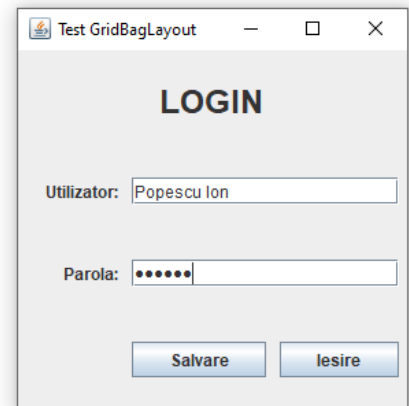 Test GridBagLayout
LOGIN
Utilizator: Popescu Ion
Parola: ••••••
Salvare Iesire